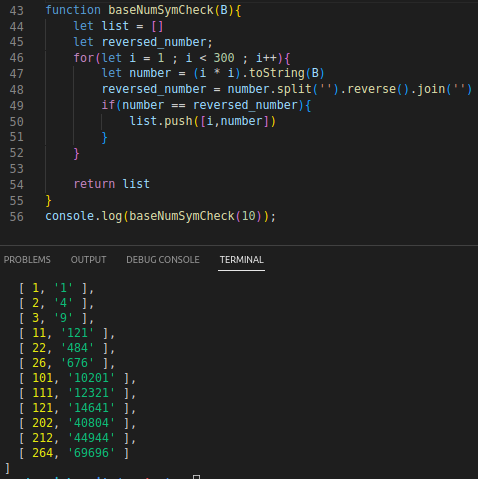 43 function baseNumSymCheck(B){
44 let list = []
45 let reversed_number;
46 for(let i = 1 ; i < 300 ; i++){
47 let number = (i * i).toString(B)
48 reversed_number = number.split('').reverse().join('')
49 if(number == reversed_number){
50 list.push([i,number])
51 }
52 }
53
54 return list
55 }
56 console.log(baseNumSymCheck(10));
PROBLEMS OUTPUT DEBUG CONSOLE TERMINAL
[ 1, '1' ],
[ 2, '4' ],
[ 3, '9' ],
[ 11, '121' ],
[ 22, '484' ],
[ 26, '676' ],
[ 101, '10201' ],
[ 111, '12321' ],
[ 121, '14641' ],
[ 202, '40804' ],
[ 212, '44944' ],
[ 264, '69696' ]
]